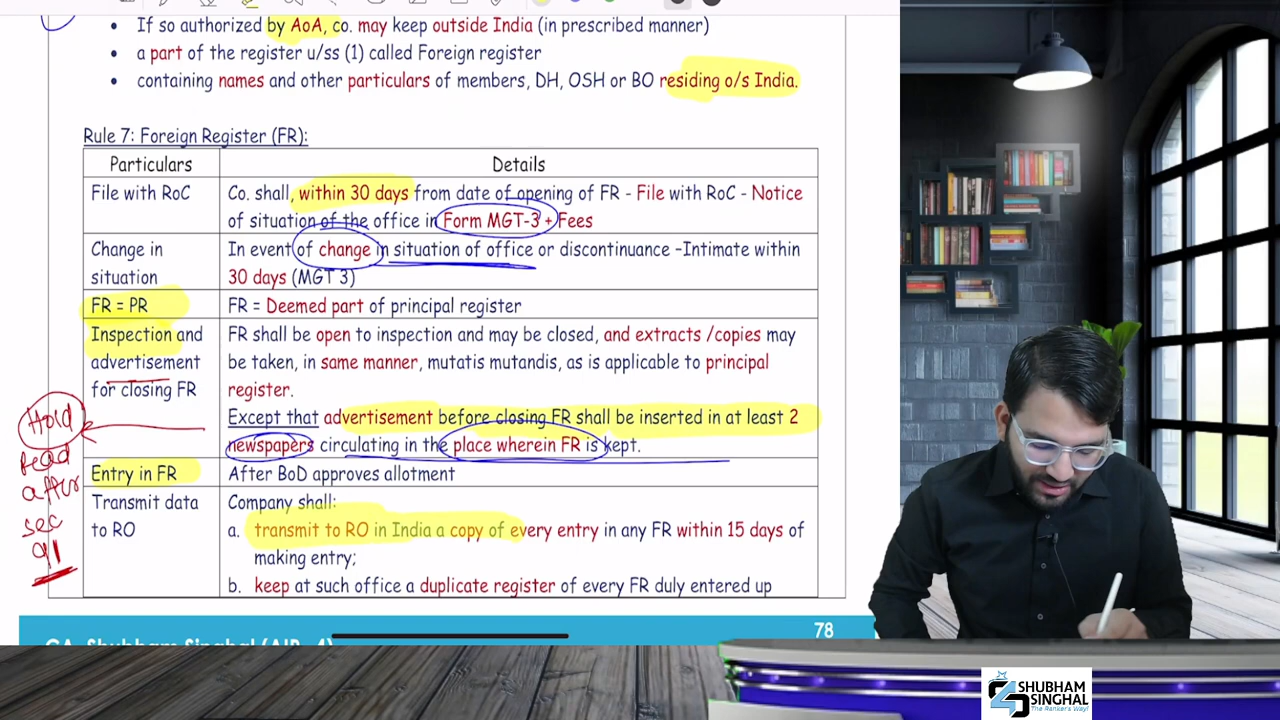 • If so authorized by AoA, co. may keep outside India (in prescribed manner)
• a part of the register u/ss (1) called Foreign register
• containing names and other particulars of members, DH, OSH or BO residing o/s India.
Rule 7: Foreign Register (FR):
Particulars Details
File with RoC Co. shall, within 30 days from date of opening of FR - File with RoC - Notice
of situation of the office in Form MGT-3 + Fees
Change in In event of change in situation of office or discontinuance –Intimate within
situation 30 days (MGT 3)
FR = PR FR = Deemed part of principal register
Inspection and FR shall be open to inspection and may be closed, and extracts /copies may
advertisement be taken, in same manner, mutatis mutandis, as is applicable to principal
for closing FR register.
Except that advertisement before closing FR shall be inserted in at least 2
newspapers circulating in the place wherein FR is kept.
Hold
Read
after
sec
91
Entry in FR After BoD approves allotment
Transmit data Company shall:
to RO a. transmit to RO in India a copy of every entry in any FR within 15 days of
making entry;
b. keep at such office a duplicate register of every FR duly entered up
CA. Shubham Singhal (AIR-4) 78
SHUBHAM
SINGHAL
The Ranker's Way!